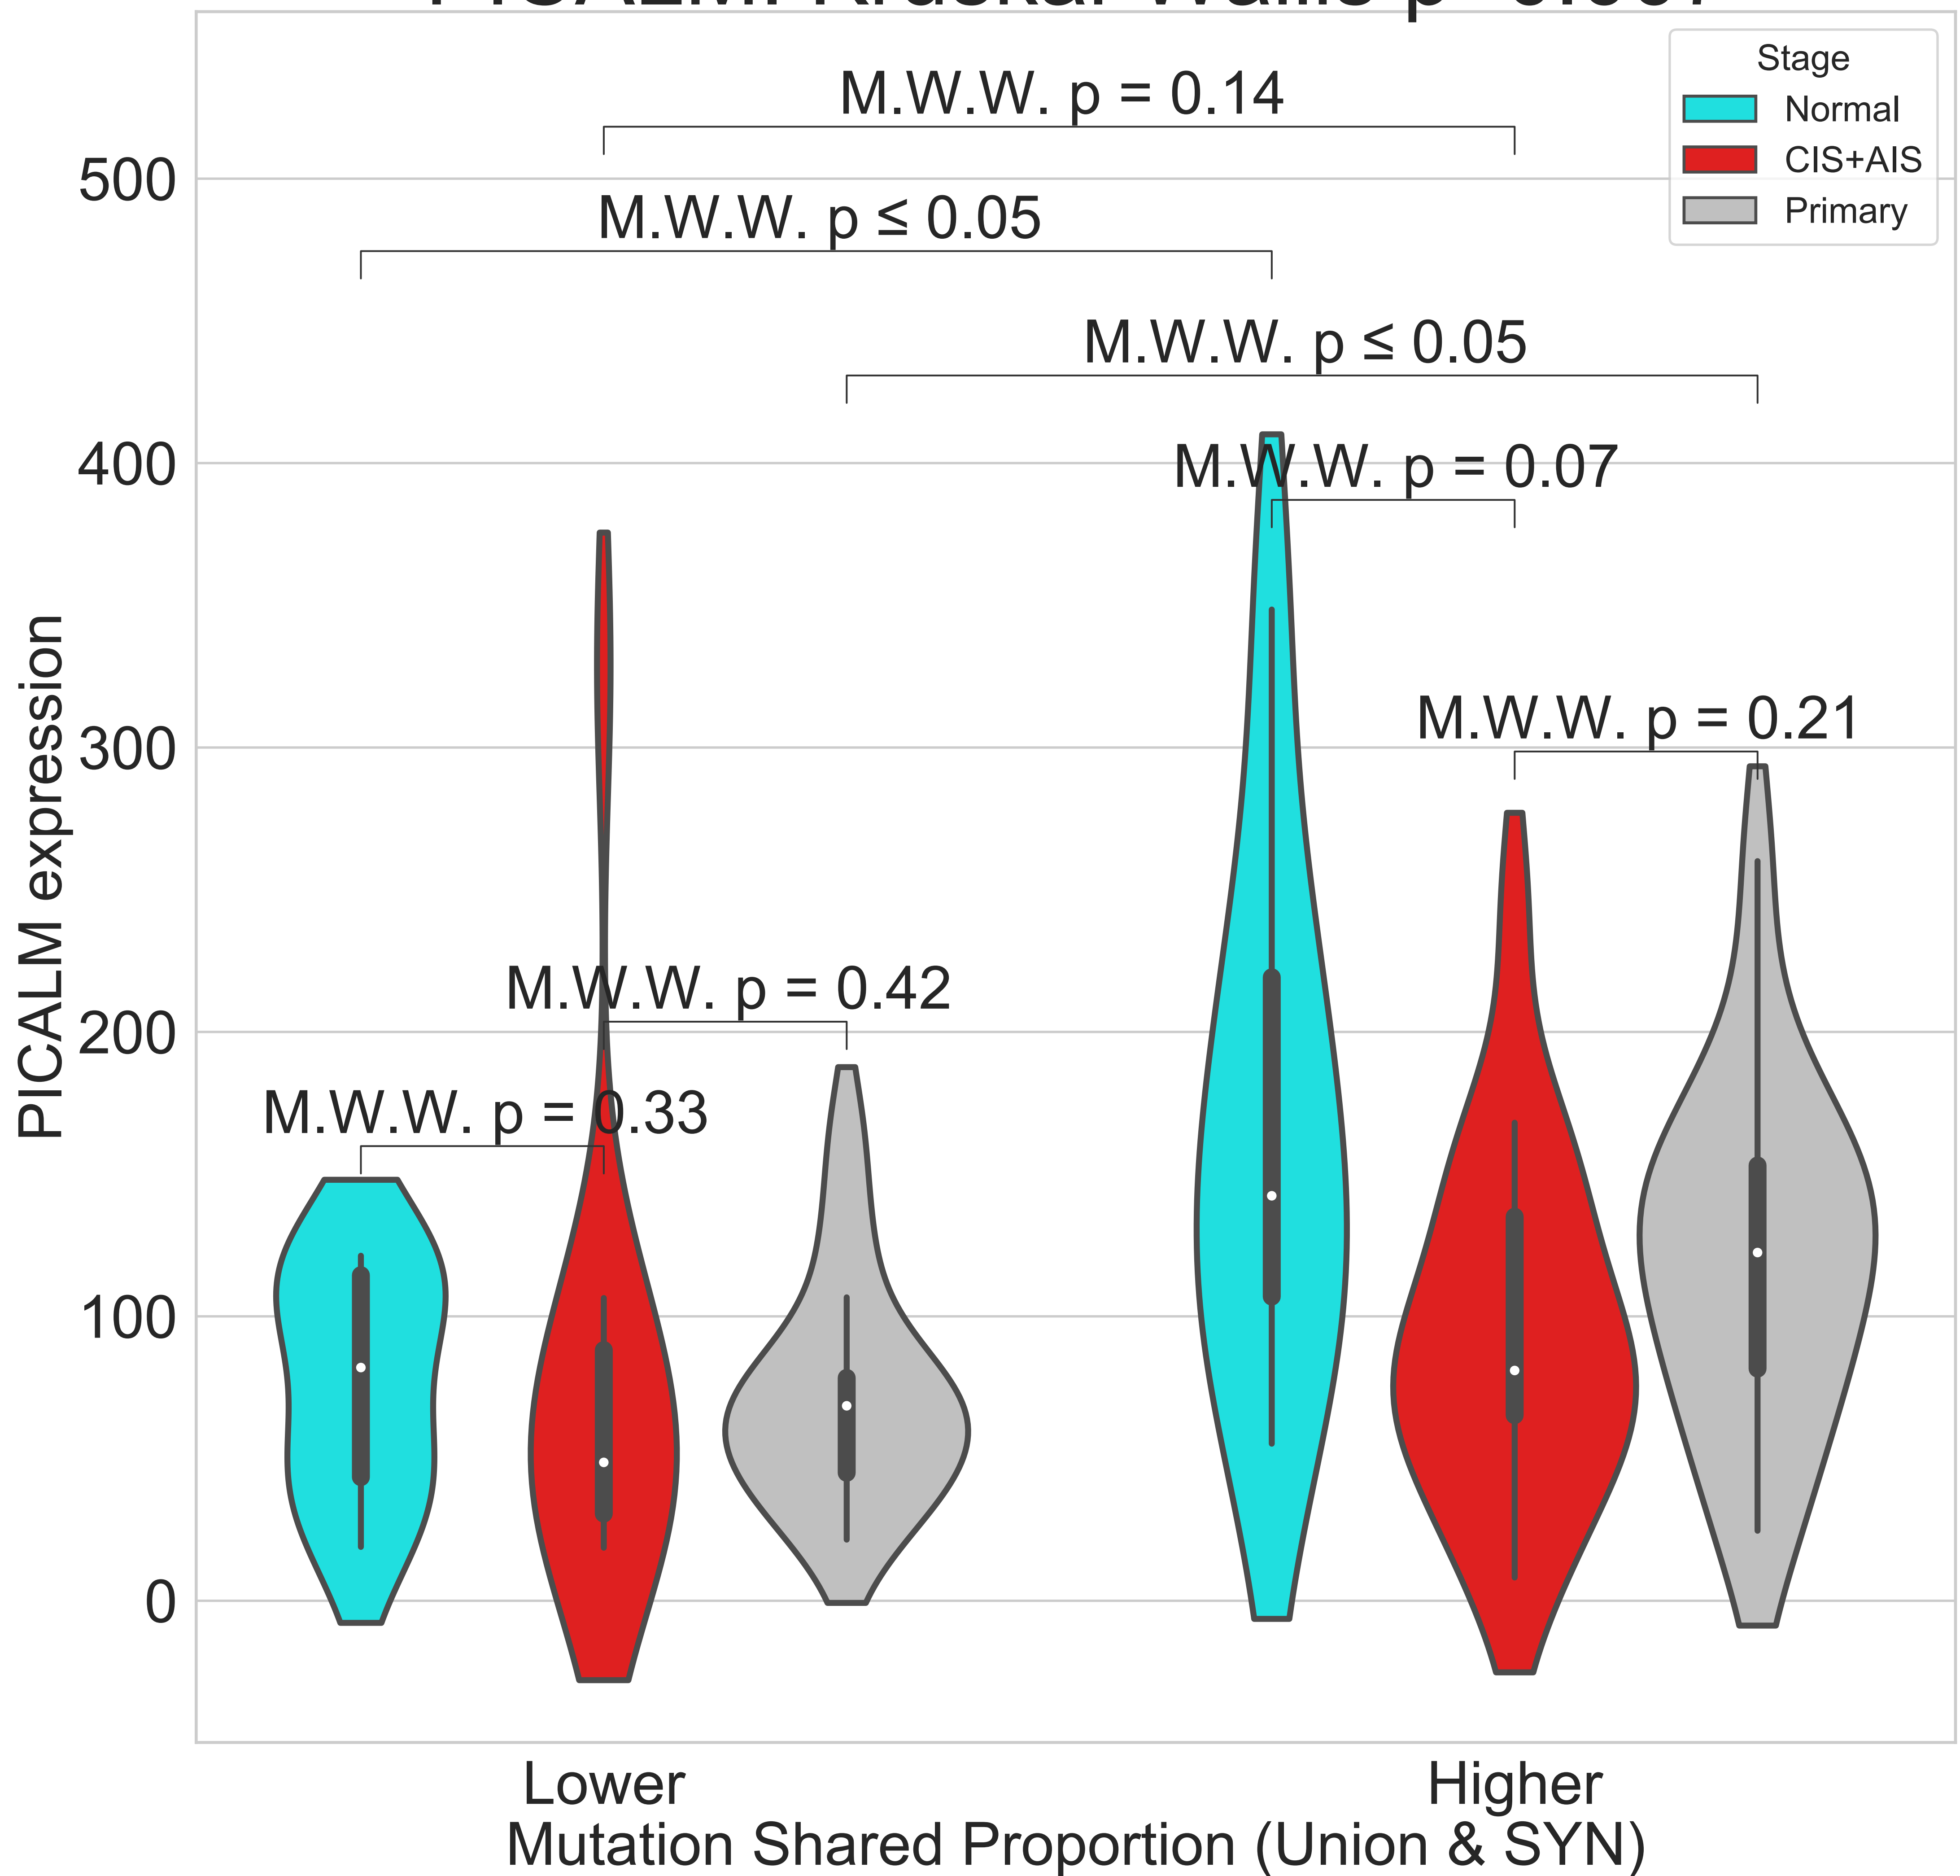 Stage
Normal
CIS+AIS
Primary
M.W.W. p = 0.14
M.W.W. p ≤ 0.05
M.W.W. p ≤ 0.05
M.W.W. p = 0.07
M.W.W. p = 0.21
M.W.W. p = 0.42
M.W.W. p = 0.33
500
400
300
200
100
0
PICALM expression
Lower
Higher
Mutation Shared Proportion (Union & SYN)